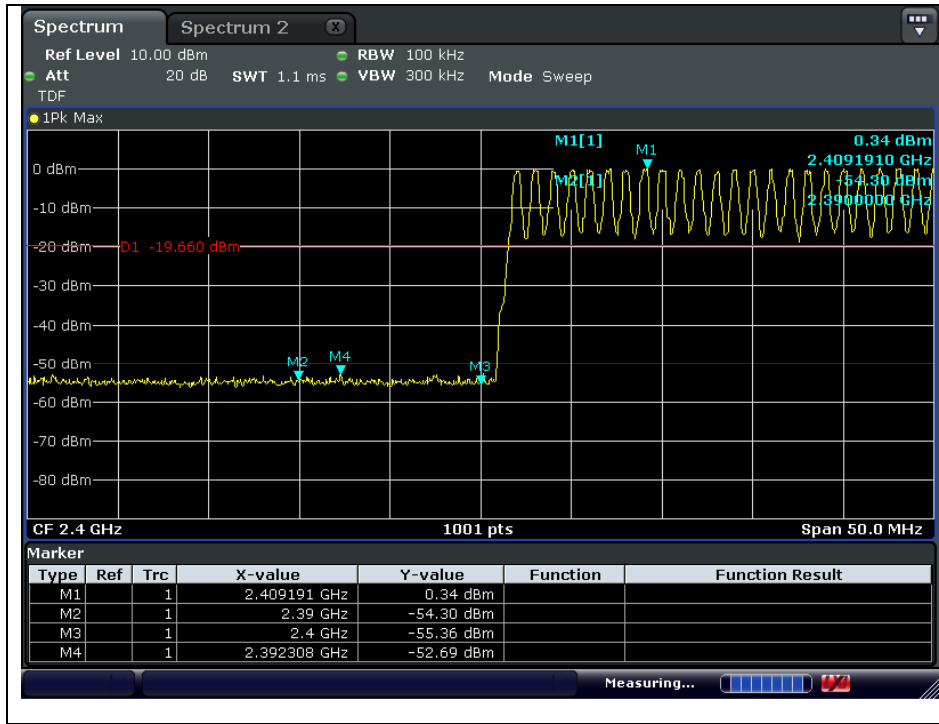 Spectrum Spectrum 2 X
Ref Level 10.00 dBm RBW 100 kHz
Att 20 dB SWT 1.1 ms VBW 300 kHz Mode Sweep
TDF
1Pk Max
M1[1] 0.34 dBm
2.4091910 GHz
M2[1] -54.30 dBm
2.3900000 GHz
M1
0 dBm
-10 dBm
-20 dBm D1 -19.660 dBm
-30 dBm
-40 dBm
-50 dBm
M2 M4 M3
-60 dBm
-70 dBm
-80 dBm
CF 2.4 GHz 1001 pts Span 50.0 MHz
Marker
Type Ref Trc X-value Y-value Function Function Result
M1 1 2.409191 GHz 0.34 dBm
M2 1 2.39 GHz -54.30 dBm
M3 1 2.4 GHz -55.36 dBm
M4 1 2.392308 GHz -52.69 dBm
Measuring...